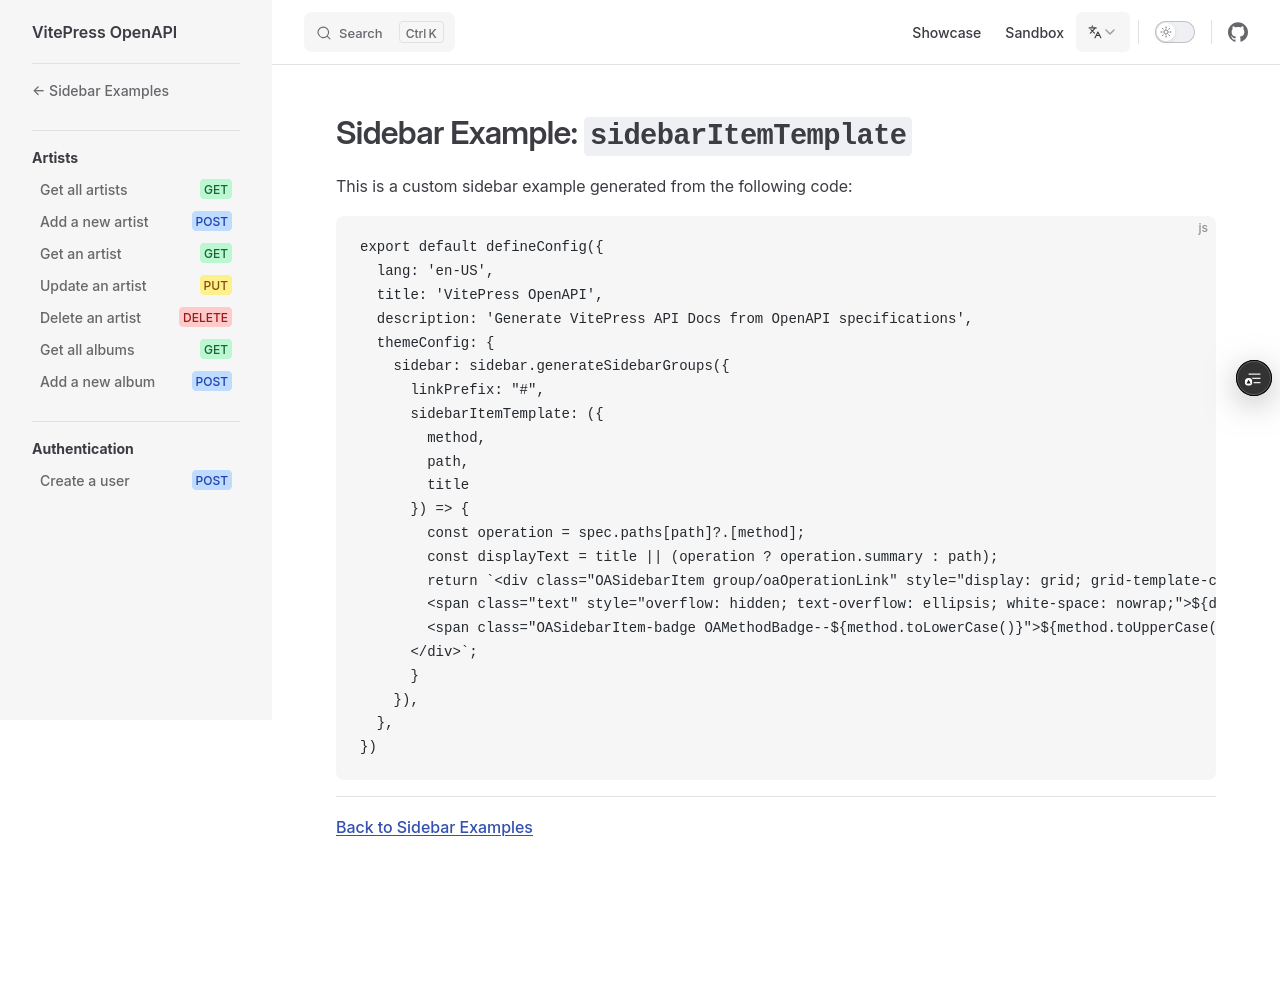 VitePress OpenAPI
Search Ctrl K
Showcase
Sandbox
← Sidebar Examples
Artists
Get all artists GET
Add a new artist POST
Get an artist GET
Update an artist PUT
Delete an artist DELETE
Get all albums GET
Add a new album POST
Authentication
Create a user POST
Sidebar Example: sidebarItemTemplate
This is a custom sidebar example generated from the following code:
js
export default defineConfig({
  lang: 'en-US',
  title: 'VitePress OpenAPI',
  description: 'Generate VitePress API Docs from OpenAPI specifications',
  themeConfig: {
    sidebar: sidebar.generateSidebarGroups({
      linkPrefix: "#",
      sidebarItemTemplate: ({
        method,
        path,
        title
      }) => {
        const operation = spec.paths[path]?.[method];
        const displayText = title || (operation ? operation.summary : path);
        return `<div class="OASidebarItem group/oaOperationLink" style="display: grid; grid-template-c
        <span class="text" style="overflow: hidden; text-overflow: ellipsis; white-space: nowrap;">${d
        <span class="OASidebarItem-badge OAMethodBadge--${method.toLowerCase()}">${method.toUpperCase(
      </div>`;
      }
    }),
  },
})
Back to Sidebar Examples